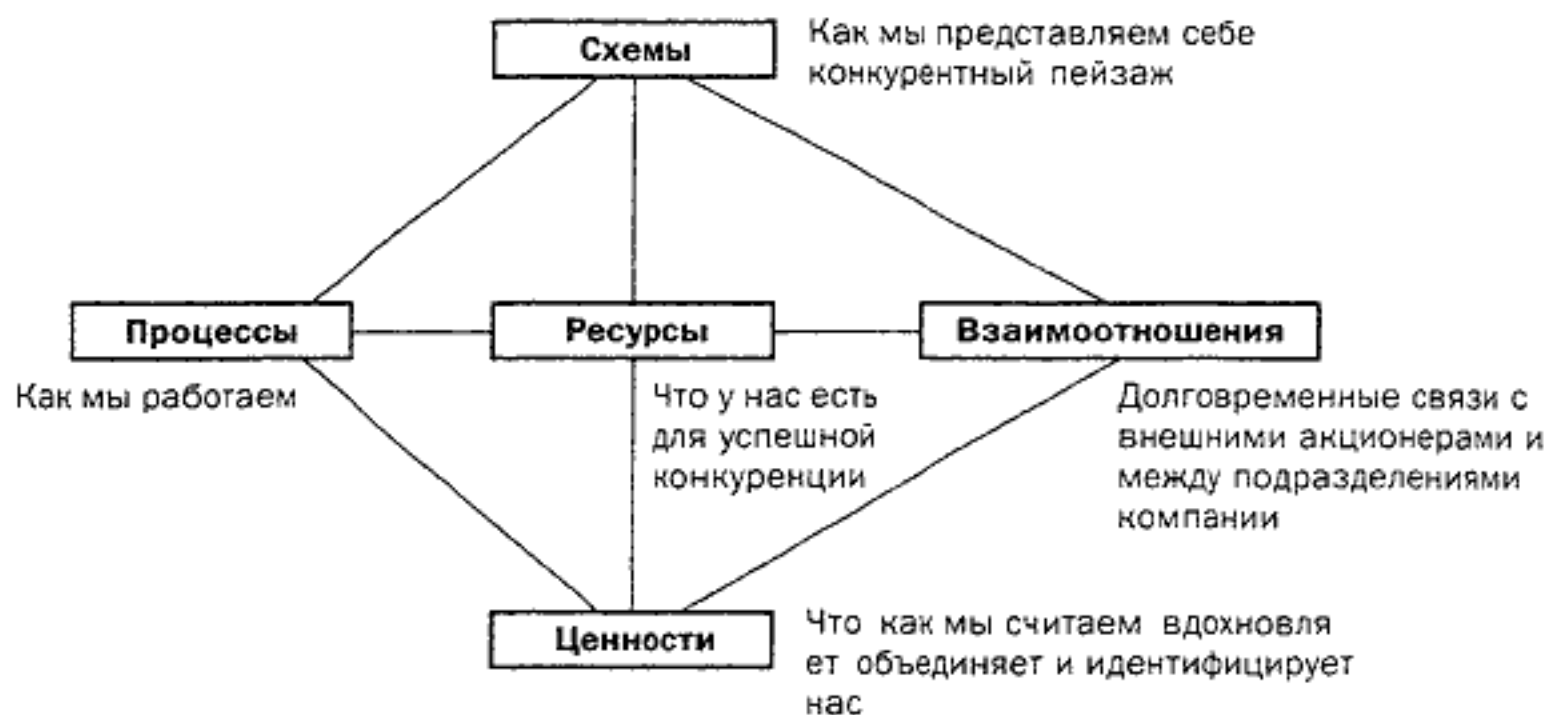 Схемы
Как мы представляем себе
конкурентный пейзаж
Процессы
Как мы работаем
Ресурсы
Что у нас есть
для успешной
конкуренции
Взаимоотношения
Долговременные связи с
внешними акционерами и
между подразделениями
компании
Ценности
Что как мы считаем вдохновля
ет объединяет и идентифицирует
нас